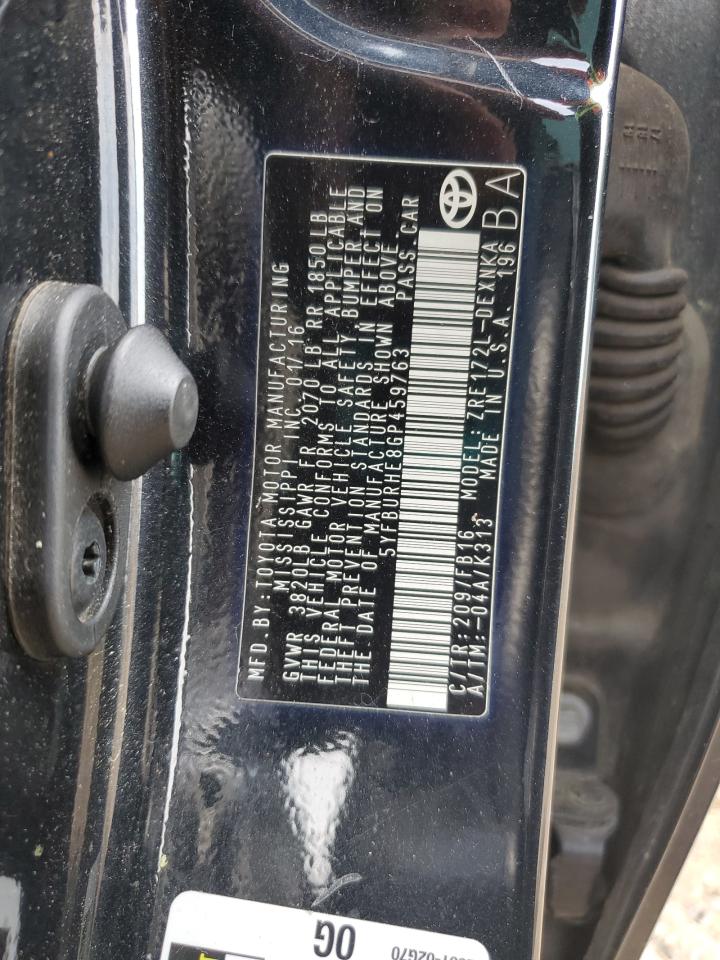 MFD.BY: TOYOTA MOTOR MANUFACTURING
MISSISSIPPI INC. 01/16
GVWR 3820LB GAWR FR 2070 LB RR 1850 LB
THIS VEHICLE CONFORMS TO ALL APPLICABLE
FEDERAL MOTOR VEHICLE SAFETY, BUMPER AND
THEFT PREVENTION STANDARDS IN EFFECT ON
THE DATE OF MANUFACTURE SHOWN ABOVE
5YFBURHE8GP459763 PASS.CAR
C/TR: 209/FB16 MODEL: ZRE172L-DEXNKA
A/TM: -04A/K313 MADE IN U.S.A. 196
BA
0G